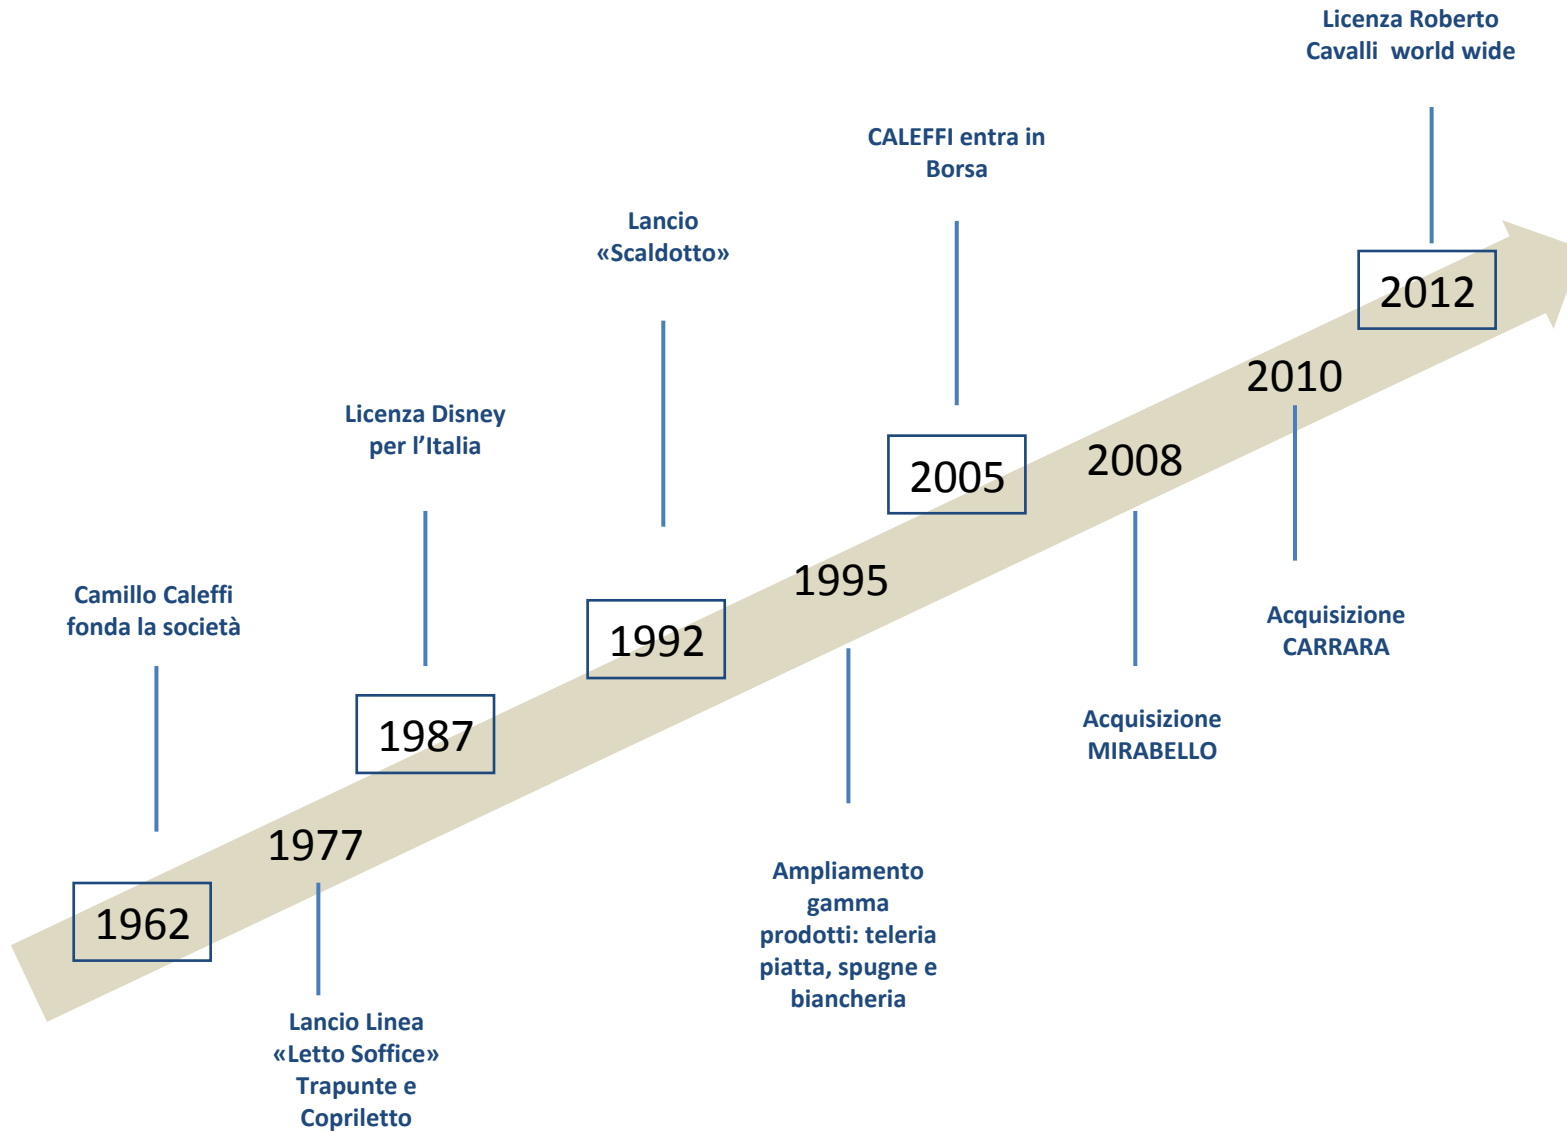 Licenza Roberto
Cavalli  world wide
CALEFFI entra in
Borsa
Lancio
«Scaldotto»
2012
2010
Licenza Disney
per l’Italia
2005
2008
Camillo Caleffi
fonda la società
1995
Acquisizione
CARRARA
1992
Acquisizione
MIRABELLO
1987
1977
Ampliamento
gamma
prodotti: teleria
piatta, spugne e
biancheria
1962
Lancio Linea
«Letto Soffice»
Trapunte e
Copriletto